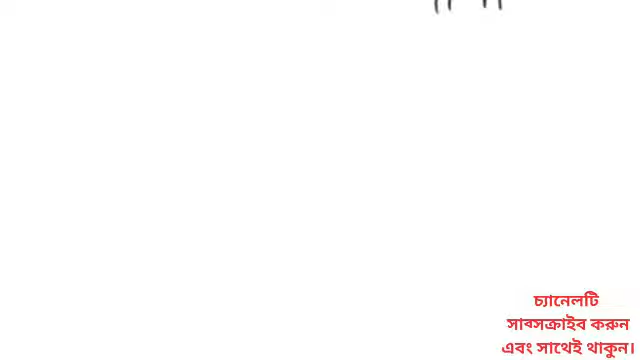 চ্যানেলটি
সাবসক্রাইব করুন
এবং সাথেই থাকুন।